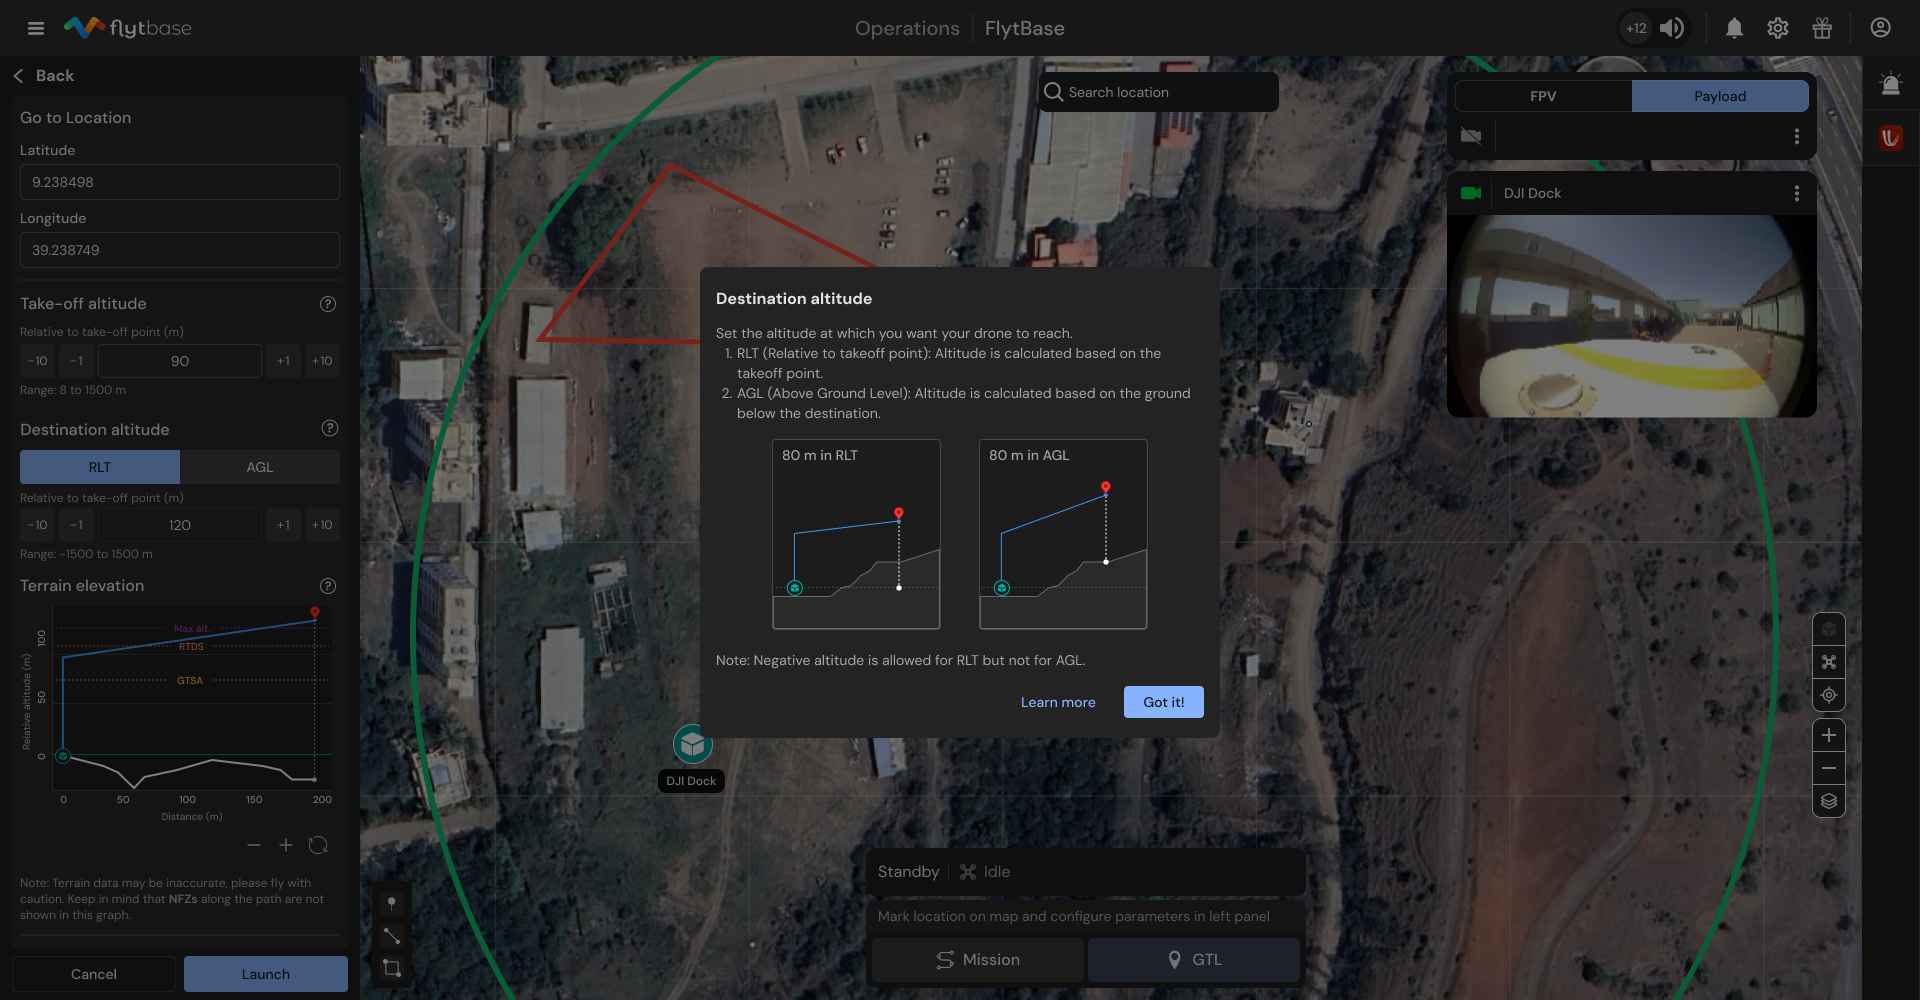 flytbase
Operations
FlytBase
+12
Back
Go to Location
Latitude
9.238498
Longitude
39.238749
Take-off altitude
?
Relative to take-off point (m)
−10
−1
90
+1
+10
Range: 8 to 1500 m
Destination altitude
?
RLT
AGL
Relative to take-off point (m)
−10
−1
120
+1
+10
Range: -1500 to 1500 m
Terrain elevation
?
Max alt.
RTDS
GTSA
Relative altitude (m)
100
50
0
0
50
100
150
200
Distance (m)
Note: Terrain data may be inaccurate, please fly with
caution. Keep in mind that NFZs along the path are not
shown in this graph.
Cancel
Launch
Search location
FPV
Payload
DJI Dock
Destination altitude
Set the altitude at which you want your drone to reach.
1. RLT (Relative to takeoff point): Altitude is calculated based on the
takeoff point.
2. AGL (Above Ground Level): Altitude is calculated based on the ground
below the destination.
80 m in RLT
80 m in AGL
Note: Negative altitude is allowed for RLT but not for AGL.
Learn more
Got it!
DJI Dock
Standby
Idle
Mark location on map and configure parameters in left panel
Mission
GTL